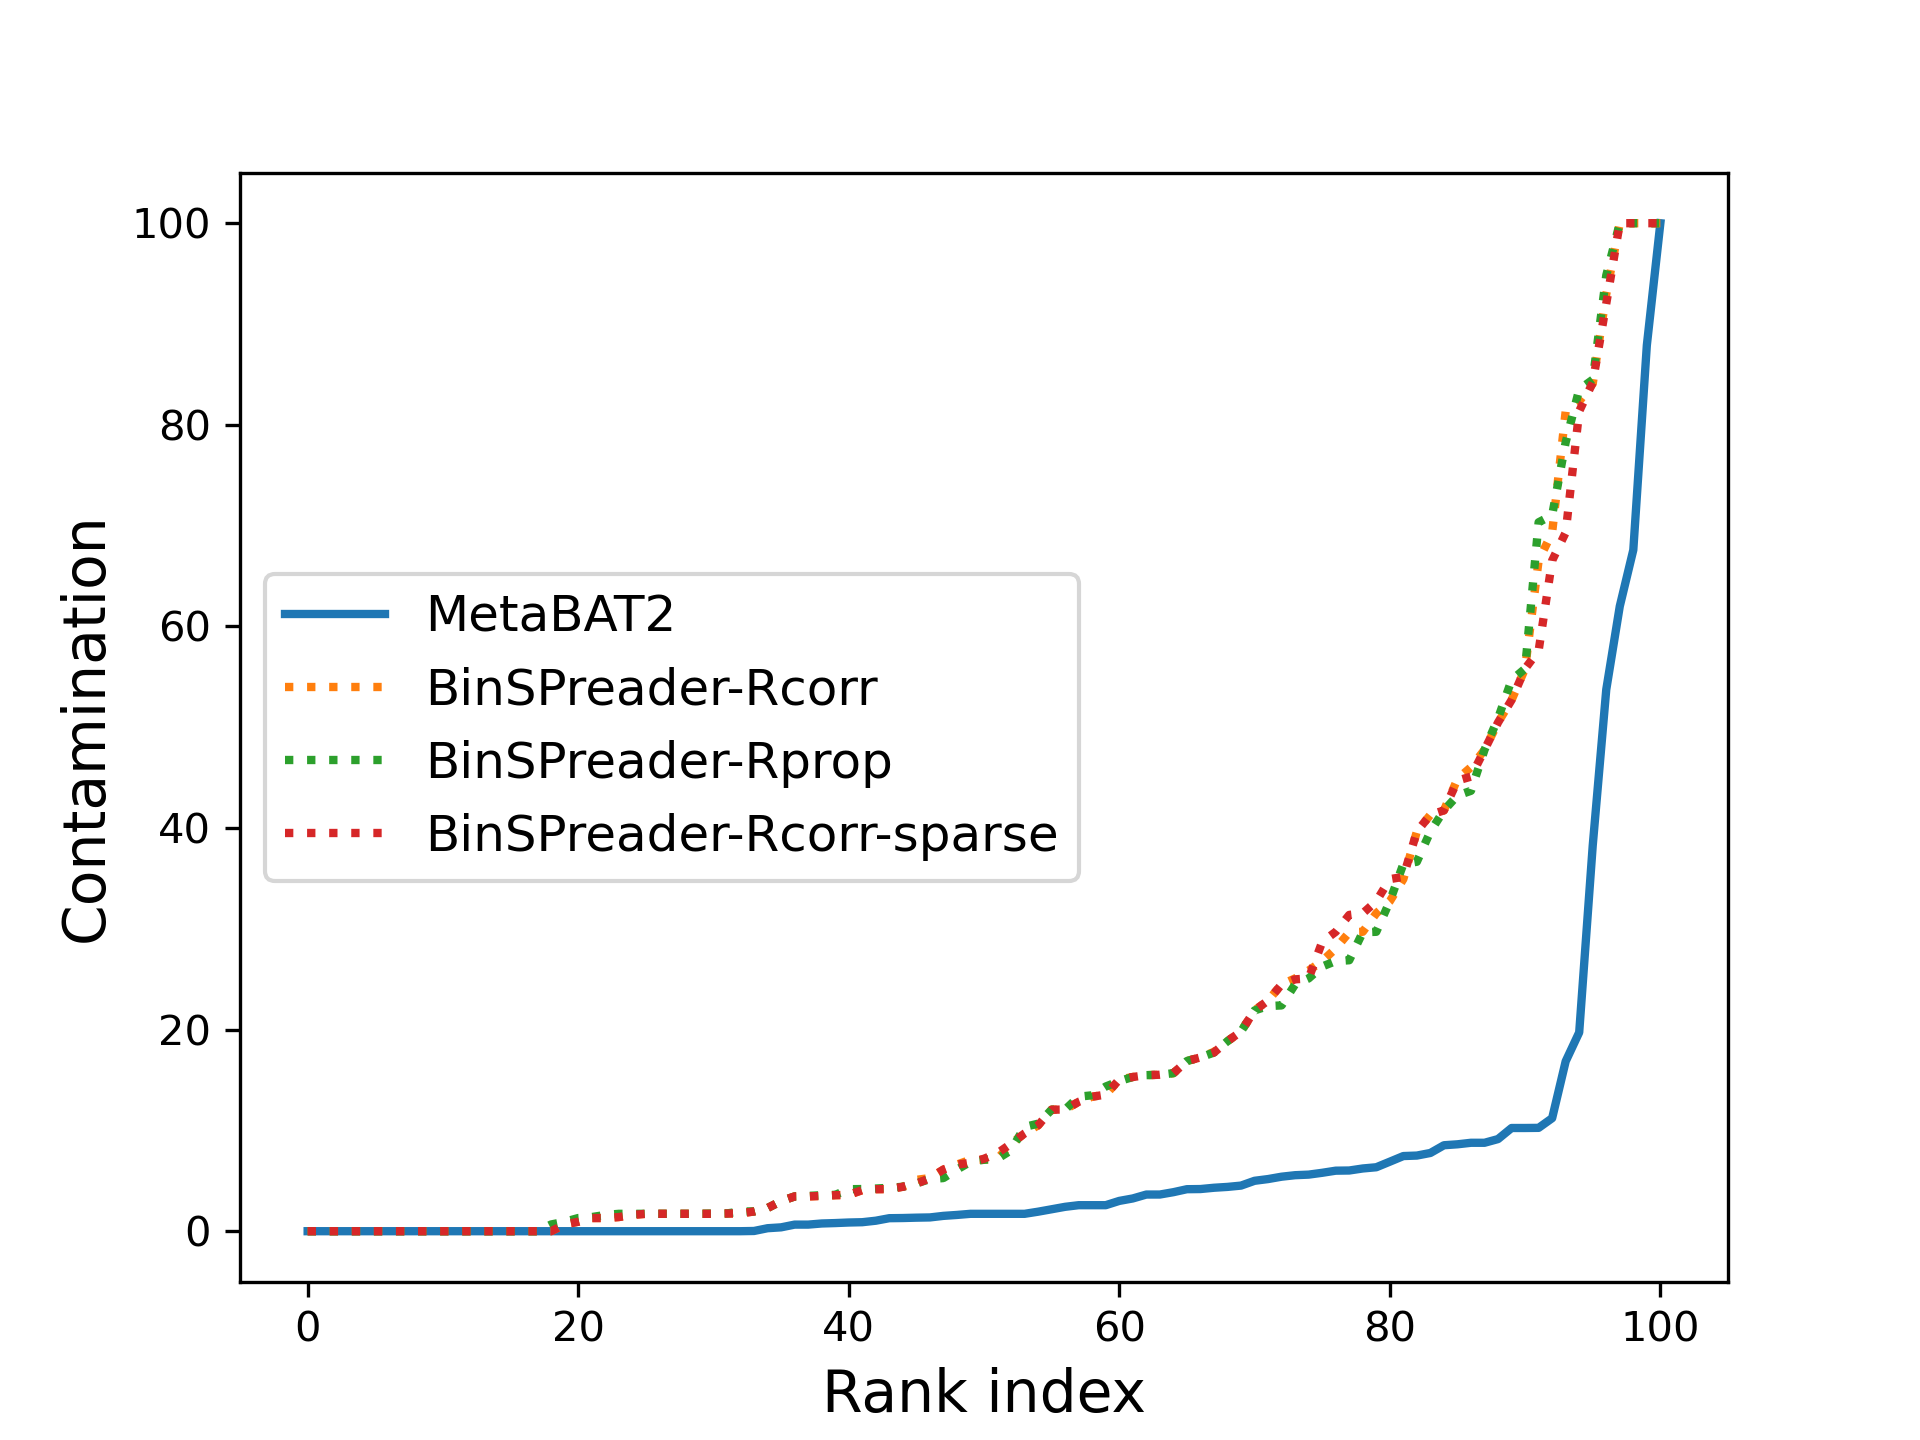 100
80
60
40
20
0
Contamination
MetaBAT2
BinSPreader-Rcorr
BinSPreader-Rprop
BinSPreader-Rcorr-sparse
0 20 40 60 80 100
Rank index